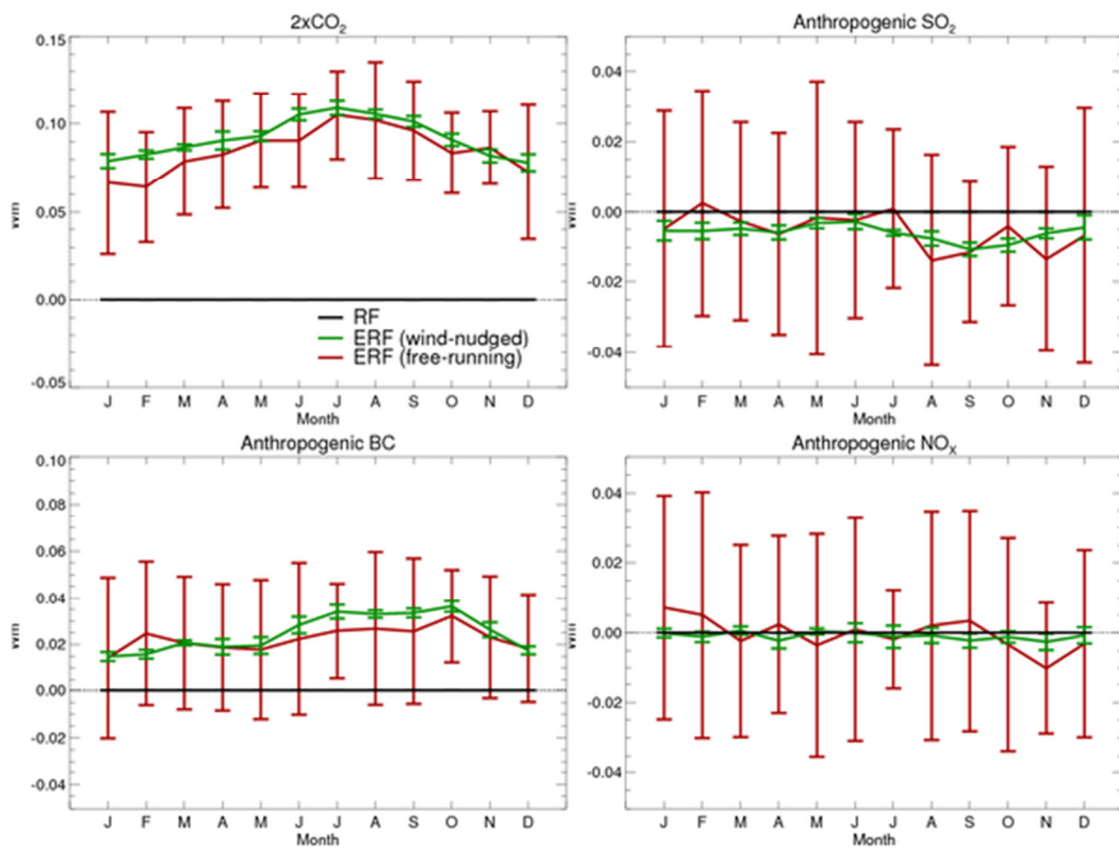 2xCO₂
0.15
0.10
0.05
0.00
-0.05
RF
ERF (wind-nudged)
ERF (free-running)
J F M A M J J A S O N D
Month
Anthropogenic SO₂
0.04
0.02
0.00
-0.02
-0.04
J F M A M J J A S O N D
Month
Anthropogenic BC
0.10
0.08
0.06
0.04
0.02
0.00
-0.02
-0.04
J F M A M J J A S O N D
Month
Anthropogenic NOₓ
0.04
0.02
0.00
-0.02
-0.04
J F M A M J J A S O N D
Month